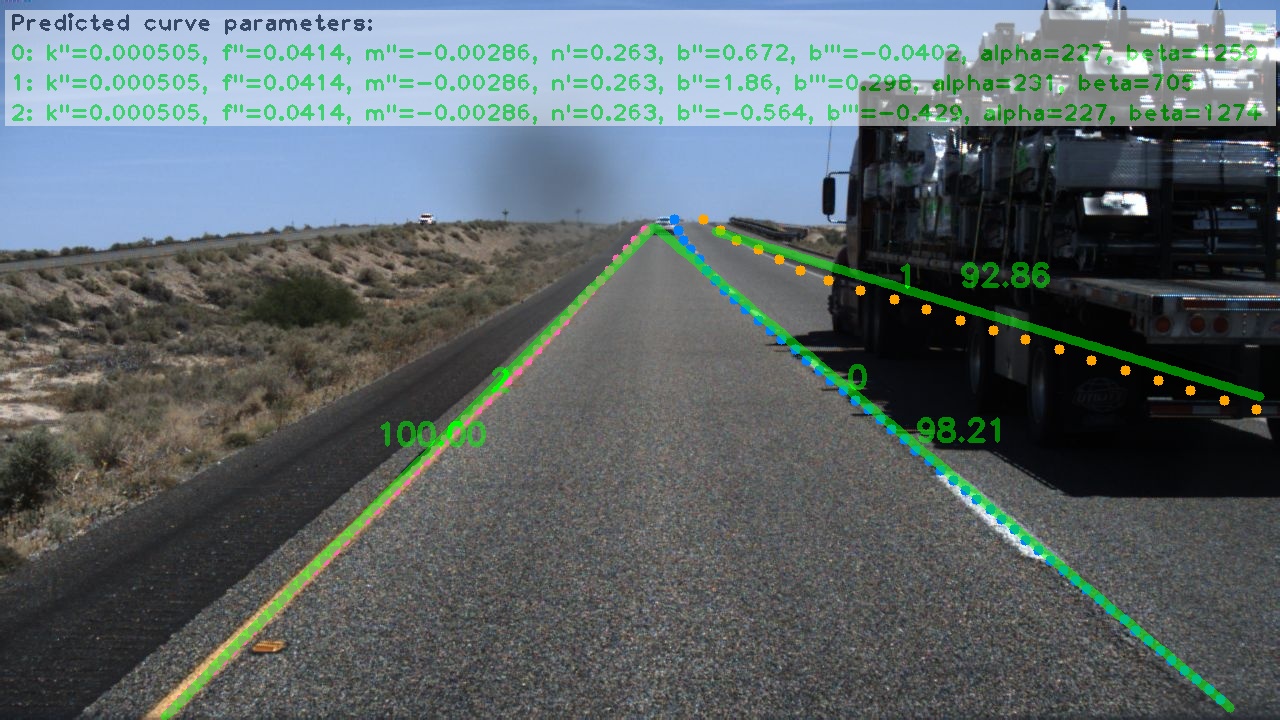 Predicted curve parameters:
0: k''=0.000505, f''=0.0414, m''=−0.00286, n'=0.263, b''=0.672, b'''=−0.0402, alpha=227, beta=1259
1: k''=0.000505, f''=0.0414, m''=−0.00286, n'=0.263, b''=1.86, b'''=0.298, alpha=231, beta=705
2: k''=0.000505, f''=0.0414, m''=−0.00286, n'=0.263, b''=−0.564, b'''=−0.429, alpha=227, beta=1274
1 92.86
2 0
100.00 98.21
UTILITY